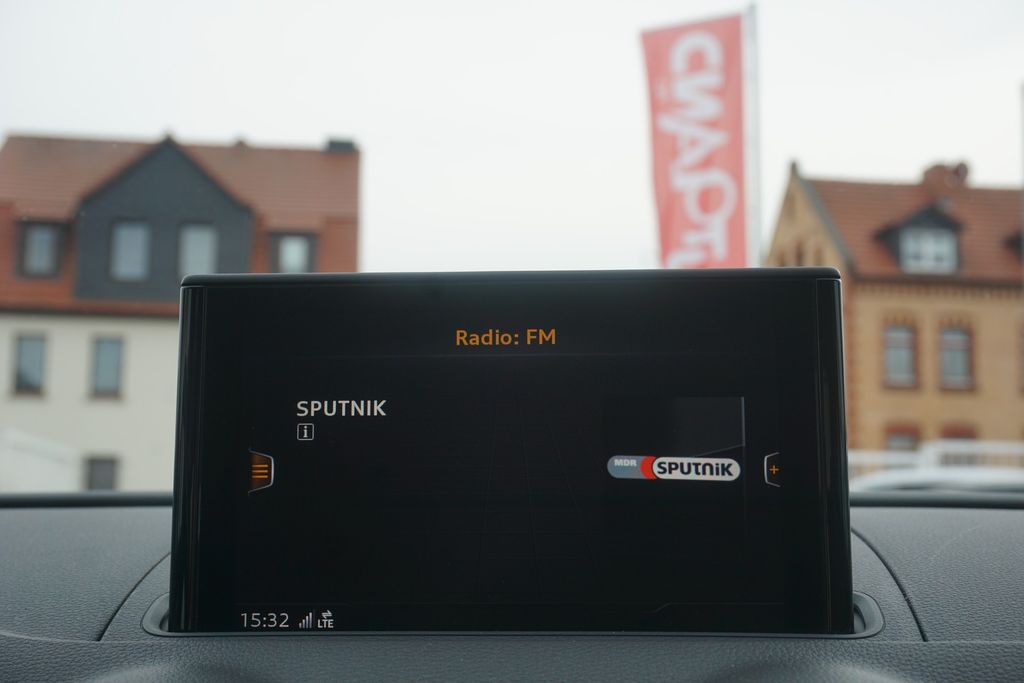 Radio: FM
SPUTNIK
i
MDR SPUTNIK
15:32 LTE